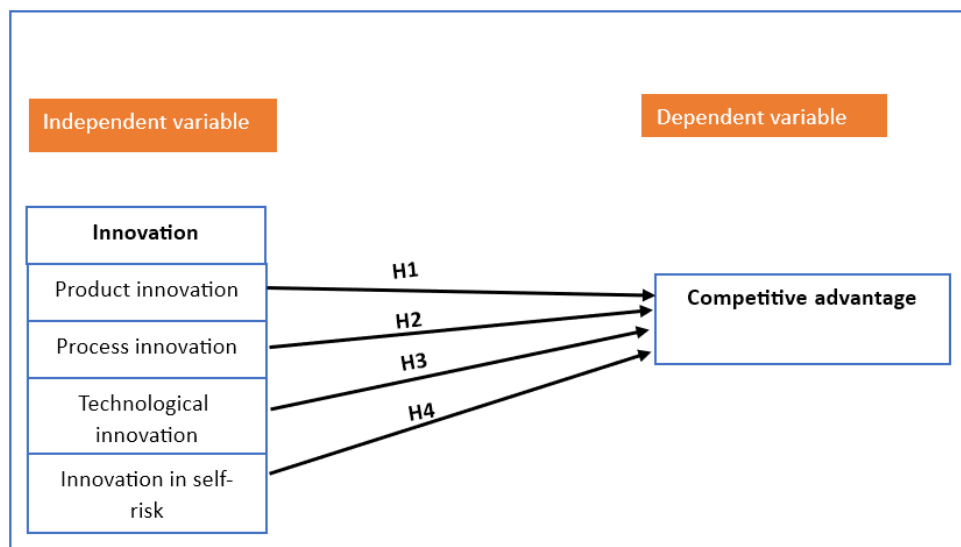 Independent variable
Dependent variable
Innovation
Product innovation
Process innovation
Technological
innovation
Innovation in self-
risk
H1
H2
H3
H4
Competitive advantage